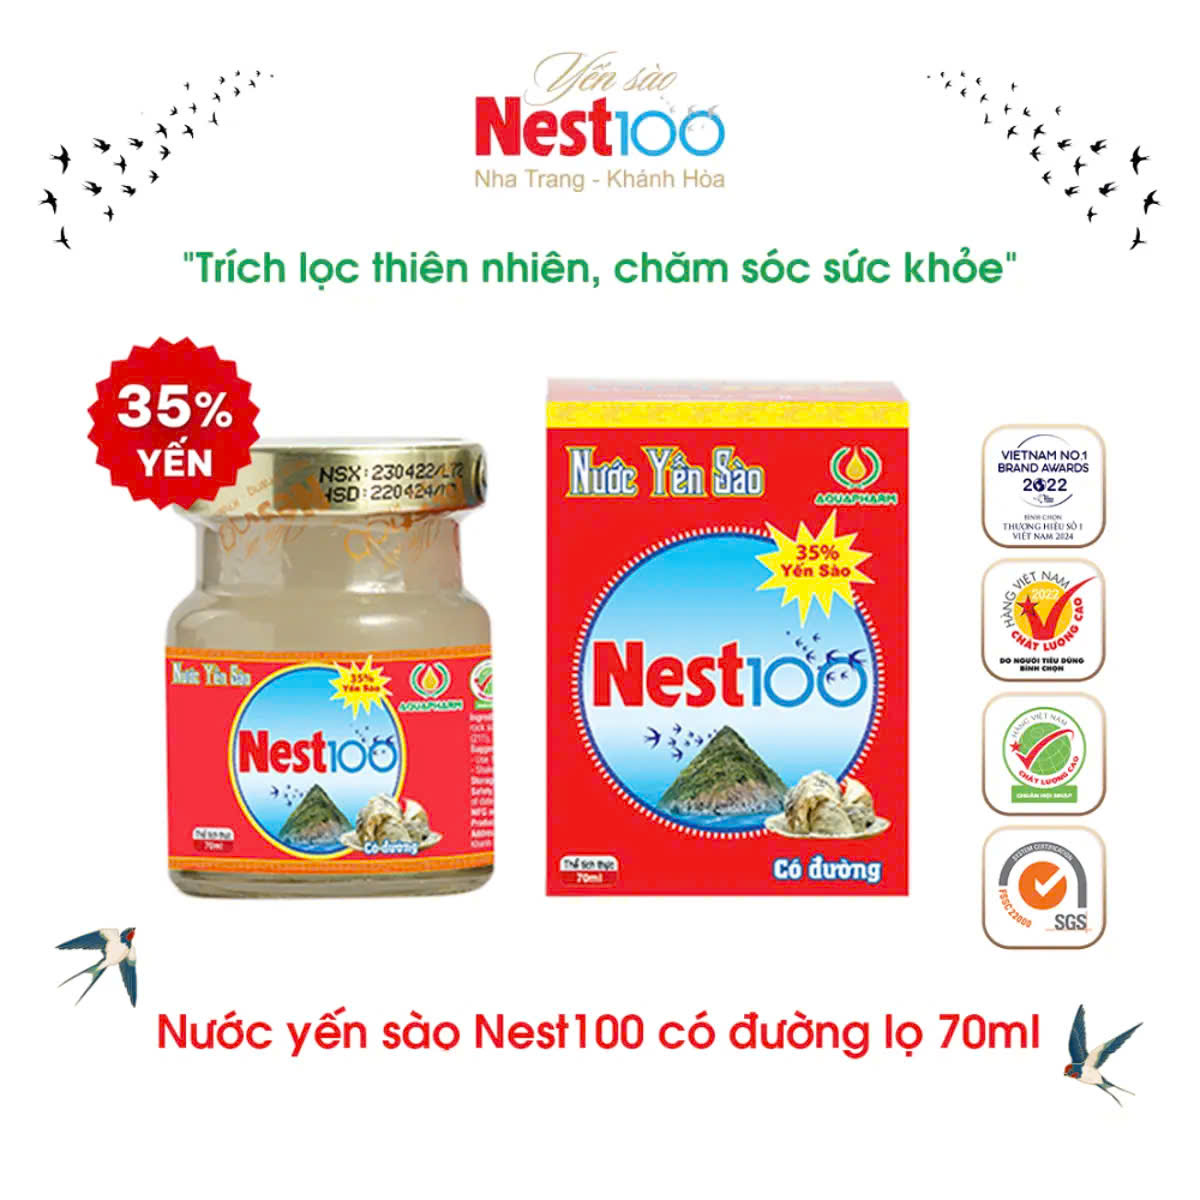 Yến sào
Nest100
Nha Trang - Khánh Hòa
"Trích lọc thiên nhiên, chăm sóc sức khỏe"
35%
YẾN
NSX: 230422/L
HSD: 220424/
Nước Yến Sào
35%
Yến Sào
AQUAPHARM
Nest100
Thể tích thực
70ml
Có đường
Nước Yến Sào
AQUAPHARM
35%
Yến Sào
Nest100
Thể tích thực
70ml
Có đường
VIETNAM NO.1
BRAND AWARDS
2022
BÌNH CHỌN
THƯƠNG HIỆU SỐ 1
VIỆT NAM 2024
HÀNG VIỆT NAM
2022
CHẤT LƯỢNG CAO
DO NGƯỜI TIÊU DÙNG
BÌNH CHỌN
HÀNG VIỆT NAM
CHẤT LƯỢNG CAO
CHUẨN HỘI NHẬP
SYSTEM CERTIFICATION
FSSC 22000
SGS
Nước yến sào Nest100 có đường lọ 70ml